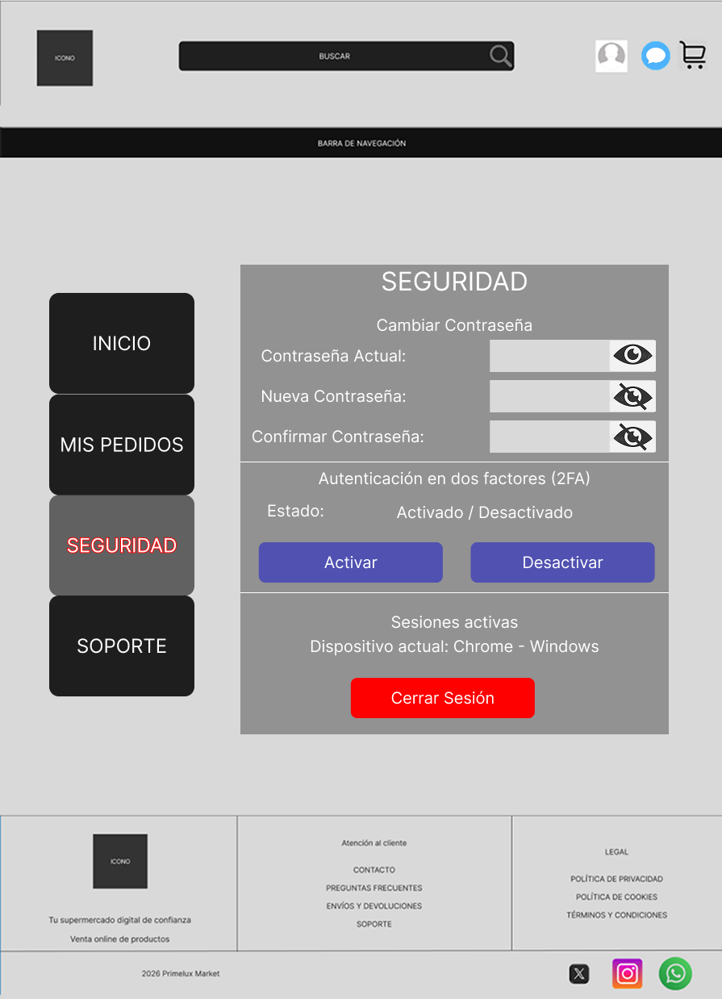 ICONO
BUSCAR
BARRA DE NAVEGACIÓN
INICIO
MIS PEDIDOS
SEGURIDAD
SOPORTE
SEGURIDAD
Cambiar Contraseña
Contraseña Actual:
Nueva Contraseña:
Confirmar Contraseña:
Autenticación en dos factores (2FA)
Estado: Activado / Desactivado
Activar Desactivar
Sesiones activas
Dispositivo actual: Chrome - Windows
Cerrar Sesión
ICONO
Tu supermercado digital de confianza
Venta online de productos
Atención al cliente
CONTACTO
PREGUNTAS FRECUENTES
ENVÍOS Y DEVOLUCIONES
SOPORTE
LEGAL
POLÍTICA DE PRIVACIDAD
POLÍTICA DE COOKIES
TÉRMINOS Y CONDICIONES
2026 Primelux Market